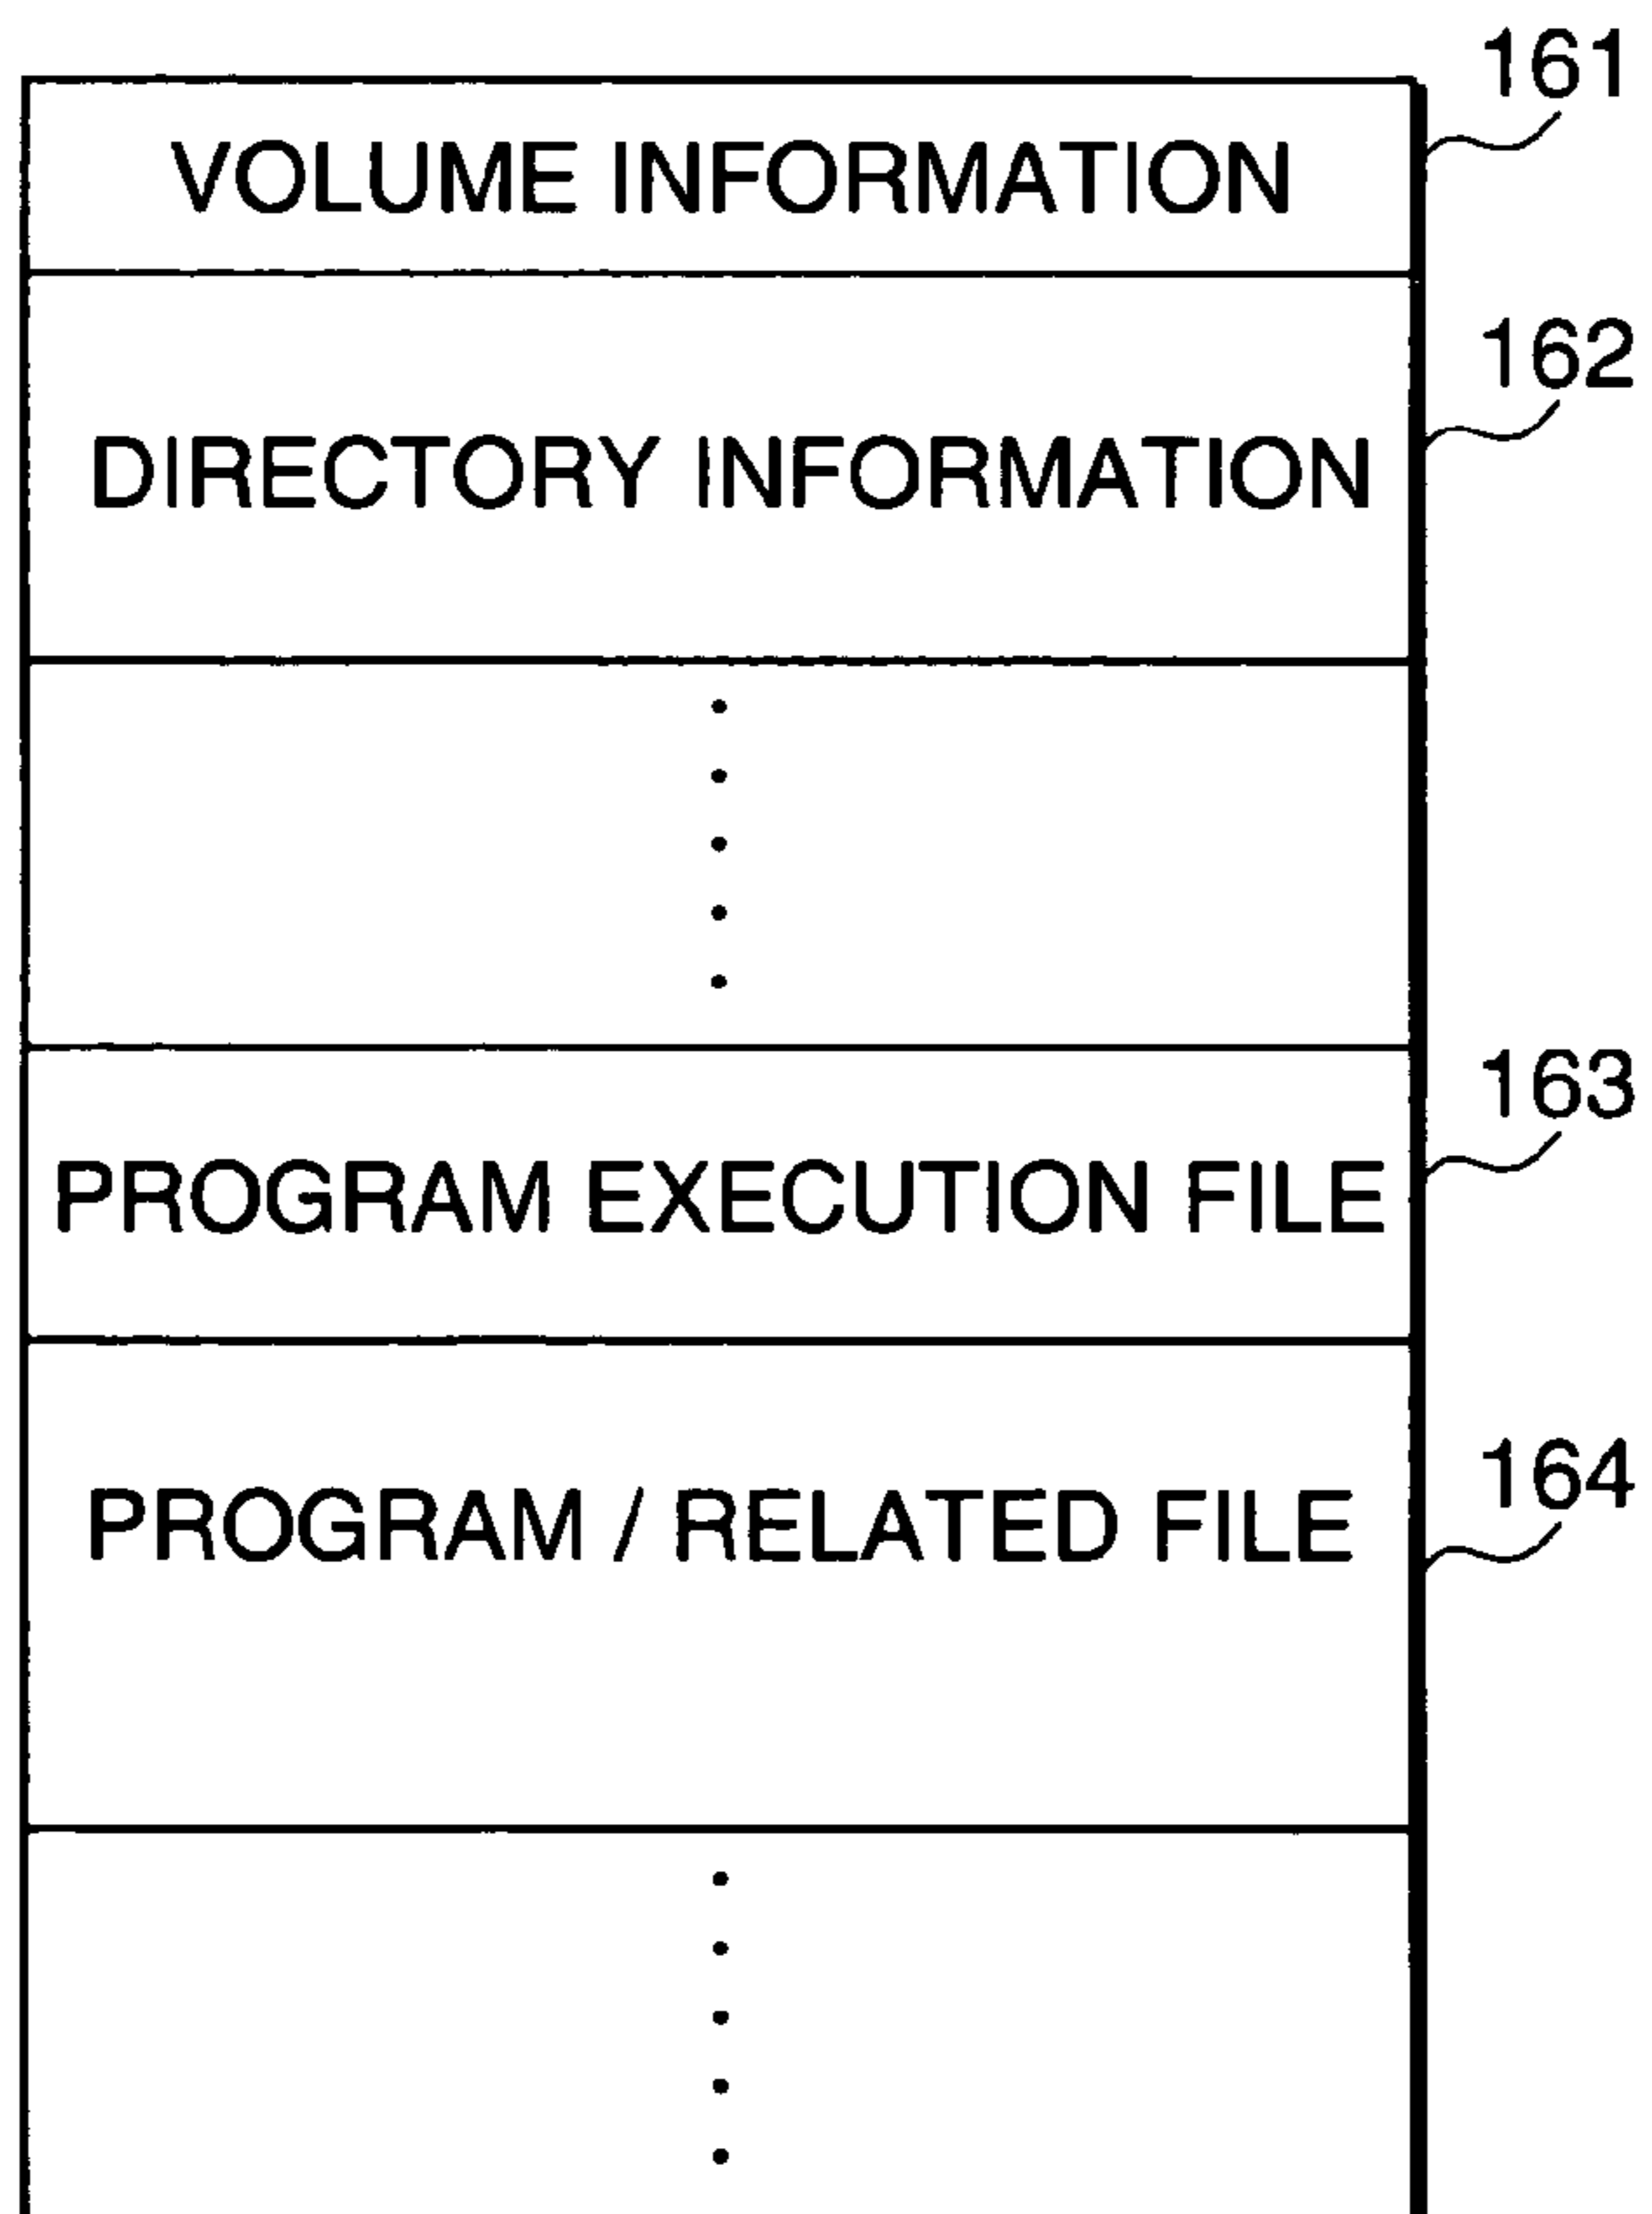 161
VOLUME INFORMATION
162
DIRECTORY INFORMATION
163
PROGRAM EXECUTION FILE
164
PROGRAM / RELATED FILE